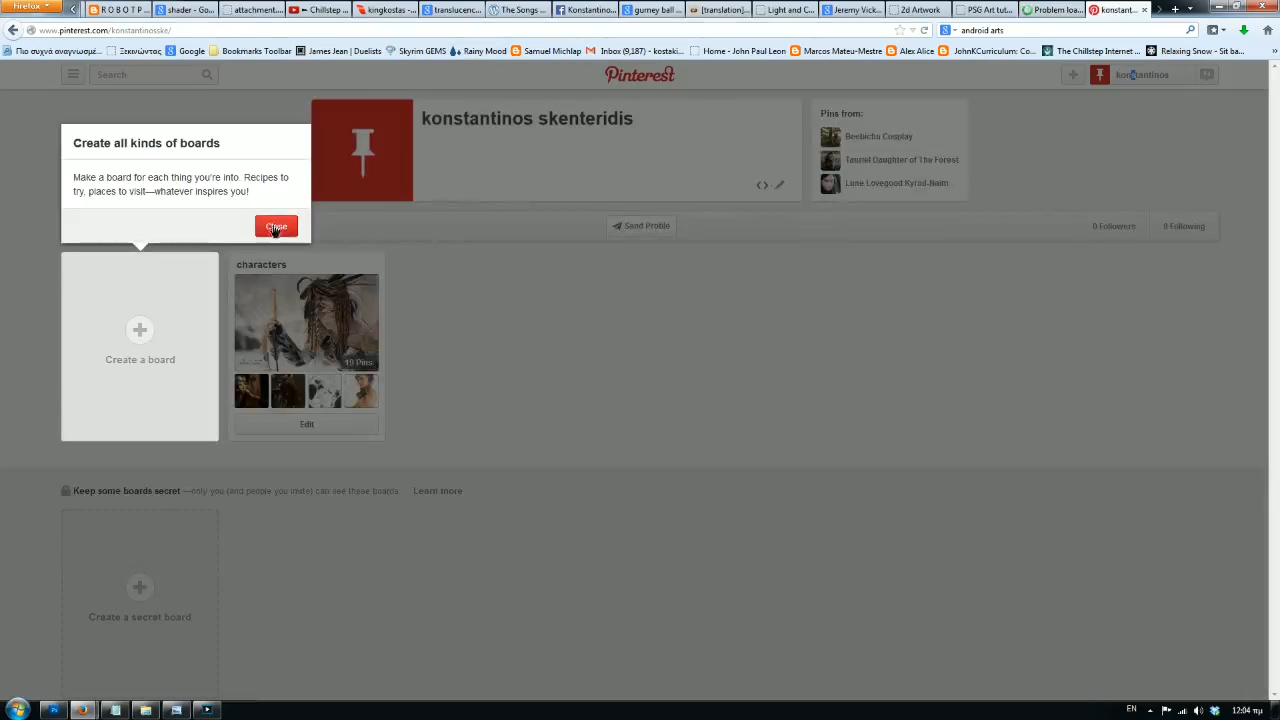 Firefox
R O B O T P...
shader - Go...
attachment...
Chillstep ...
kingkostas -...
translucenc...
The Songs ...
Konstantino...
gurney ball ...
[translation]...
Light and C...
Jeremy Vick...
2d Artwork
PSG Art tut...
Problem loa...
konstant...
www.pinterest.com/konstantinosske/
android arts
Πιο συχνά αναγνωσμέ...
Ξεκινώντας
Google
Bookmarks Toolbar
James Jean | Duelists
Skyrim GEMS
Rainy Mood
Samuel Michlap
Inbox (9,187) - kostaki...
Home - John Paul Leon
Marcos Mateu-Mestre
Alex Alice
JohnKCurriculum: Co...
The Chillstep Internet ...
Relaxing Snow - Sit ba...
Search
Pinterest
konstantinos
konstantinos skenteridis
Pins from:
Beebichu Cosplay
Tauriel Daughter of The Forest
Create all kinds of boards
Make a board for each thing you're into. Recipes to
try, places to visit—whatever inspires you!
Close
Send Profile
0 Followers
0 Following
characters
19 Pins
Create a board
Edit
Keep some boards secret —only you (and people you invite) can see these boards. Learn more
Create a secret board
EN
12:04 πμ